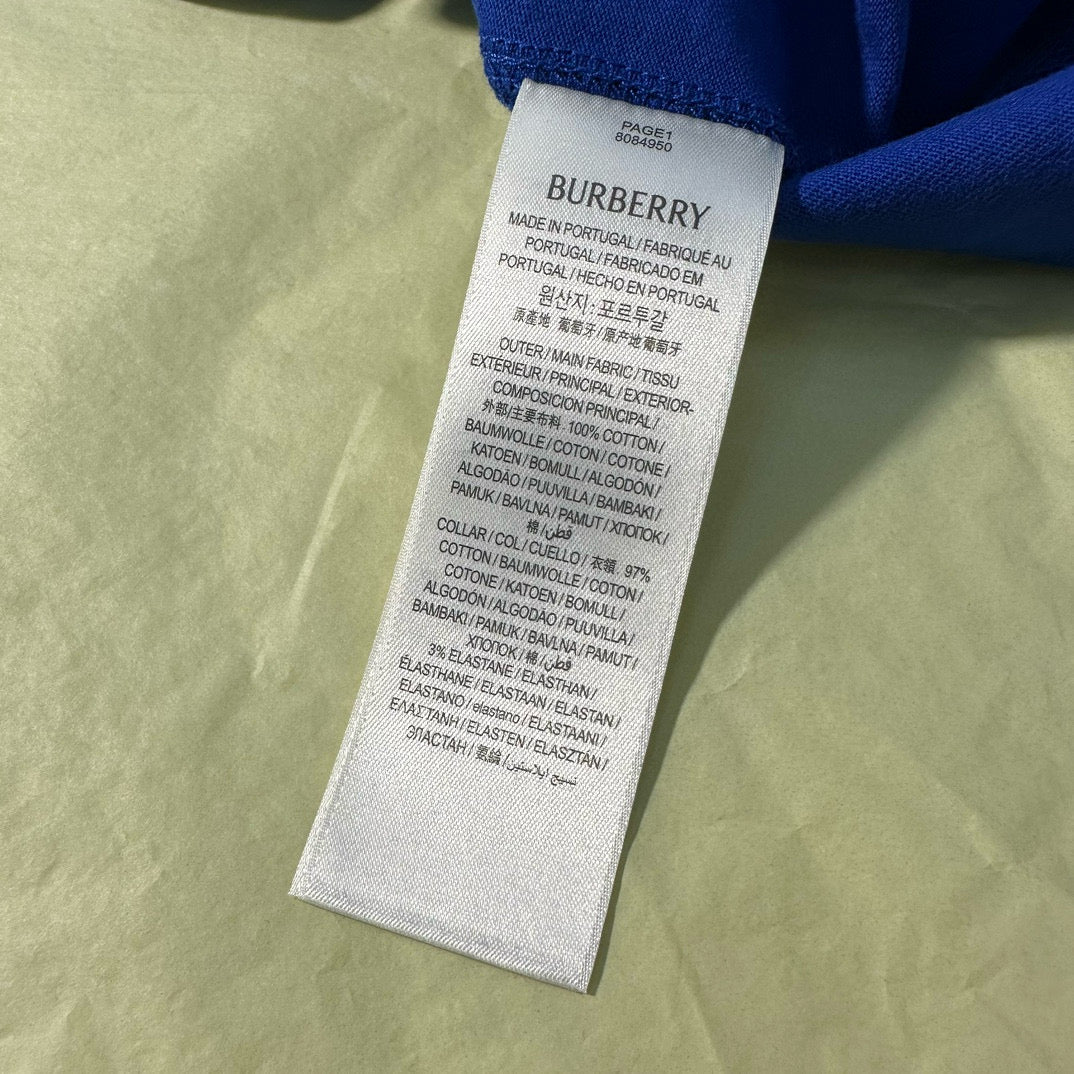 PAGE1
8084950
BURBERRY
MADE IN PORTUGAL / FABRIQUÉ AU
PORTUGAL / FABRICADO EM
PORTUGAL / HECHO EN PORTUGAL
원산지 : 포르투갈
原產地 葡萄牙 / 原产地葡萄牙
OUTER / MAIN FABRIC / TISSU
EXTÉRIEUR / PRINCIPAL / EXTERIOR-
COMPOSICION PRINCIPAL /
外部/主要布料 100% COTTON /
BAUMWOLLE / COTON / COTONE /
KATOEN / BOMULL / ALGODÓN /
ALGODÃO / PUUVILLA / BAMBAKI /
PAMUK / BAVLNA / PAMUT / ХПОПОК /
棉 / قطن /
COLLAR / COL / CUELLO / 衣領 97%
COTTON / BAUMWOLLE / COTON /
COTONE / KATOEN / BOMULL /
ALGODÓN / ALGODAO / PUUVILLA /
BAMBAKI / PAMUK / BAVLNA / PAMUT /
ХПОПОК / 棉 / قطن /
3% ELASTANE / ELASTHAN /
ÉLASTHANE / ELASTAAN / ELASTAN /
ELASTANO / elastano / ELASTAANI /
ΕΛΑΣΤΑΝΗ / ELASTEN / ELASZTÁN /
ЭПАСТАН / 氨綸 / نسيج (إيلاستين)